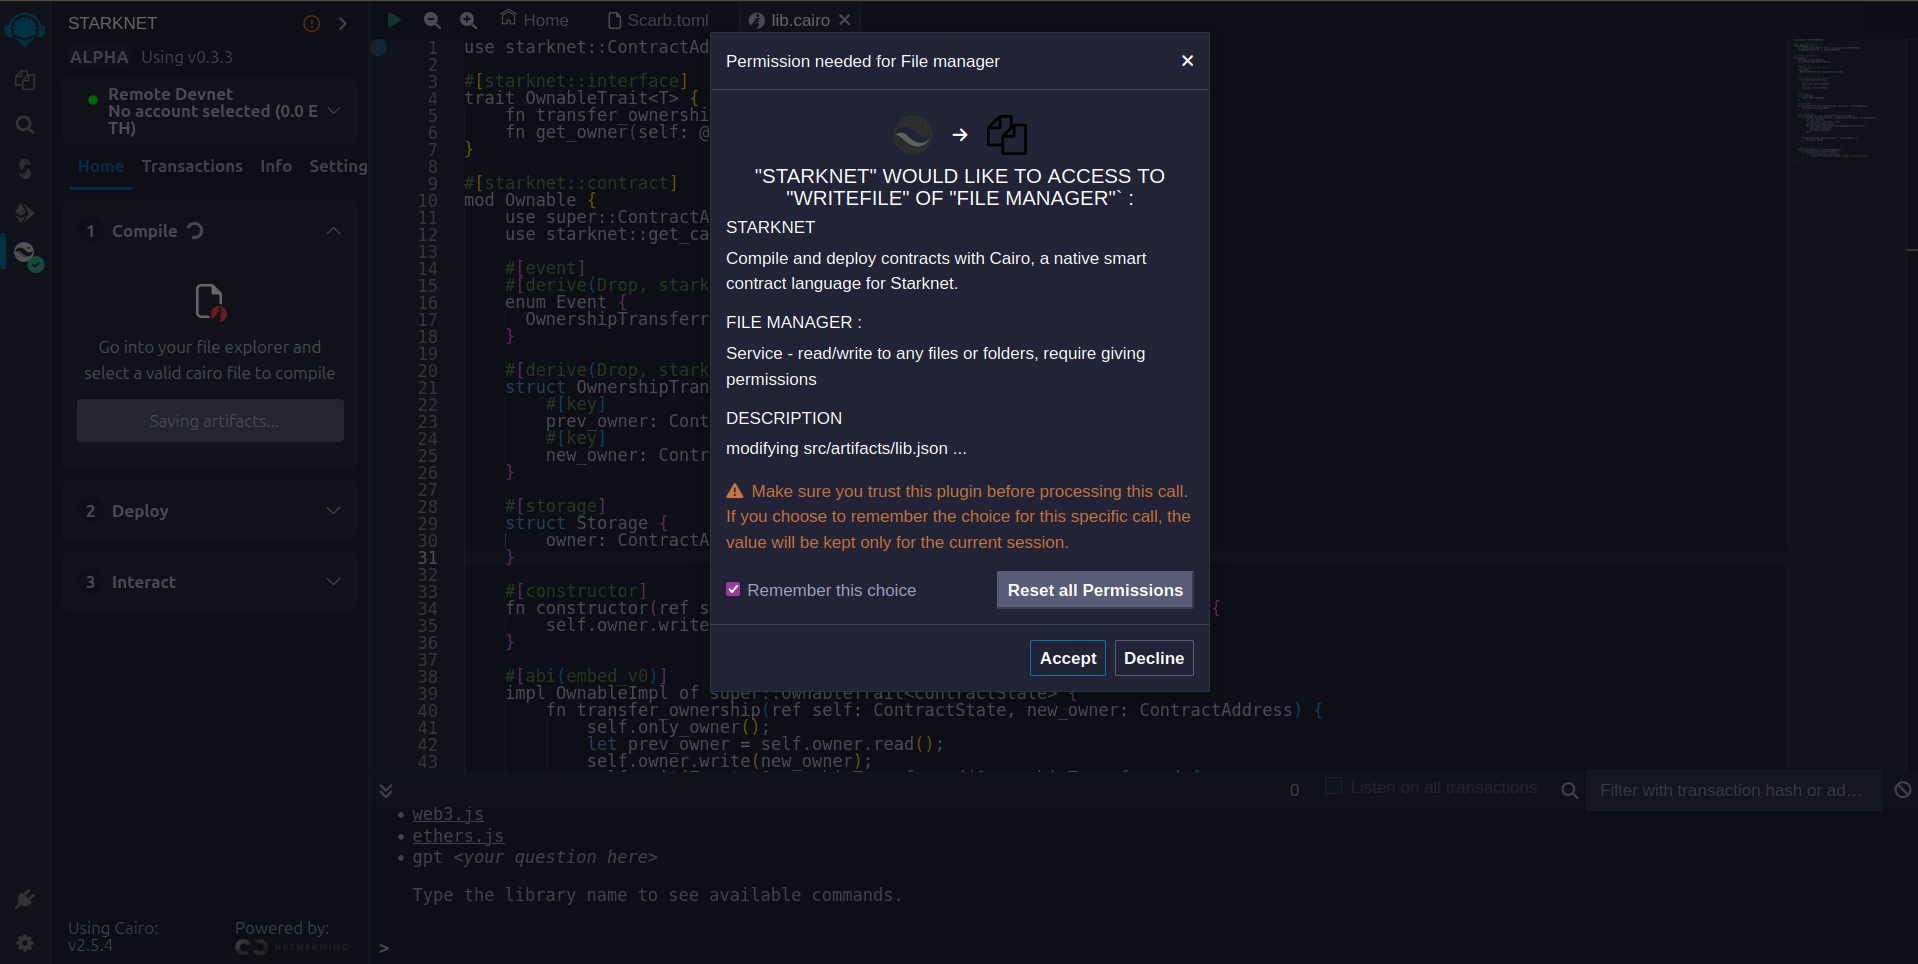 STARKNET
ALPHA Using v0.3.3
Remote Devnet
No account selected (0.0 E
TH)
Home Transactions Info Setting
1 Compile
Go into your file explorer and
select a valid cairo file to compile
Saving artifacts...
2 Deploy
3 Interact
Using Cairo:
v2.5.4
Powered by:
NETHERMIND
Home Scarb.toml lib.cairo
1 use starknet::ContractAd
2
3 #[starknet::interface]
4 trait OwnableTrait<T> {
5 fn transfer_ownershi
6 fn get_owner(self: @
7 }
8
9 #[starknet::contract]
10 mod Ownable {
11 use super::ContractA
12 use starknet::get_ca
13
14 #[event]
15 #[derive(Drop, stark
16 enum Event {
17 OwnershipTransferr
18 }
19
20 #[derive(Drop, stark
21 struct OwnershipTran
22 #[key]
23 prev_owner: Cont
24 #[key]
25 new_owner: Contr
26 }
27
28 #[storage]
29 struct Storage {
30 owner: ContractA
31 }
32
33 #[constructor]
34 fn constructor(ref s {
35 self.owner.write
36 }
37
38 #[abi(embed_v0)]
39 impl OwnableImpl of super::OwnableTrait<ContractState> {
40 fn transfer_ownership(ref self: ContractState, new_owner: ContractAddress) {
41 self.only_owner();
42 let prev_owner = self.owner.read();
43 self.owner.write(new_owner);
Permission needed for File manager
"STARKNET" WOULD LIKE TO ACCESS TO
"WRITEFILE" OF "FILE MANAGER"` :
STARKNET
Compile and deploy contracts with Cairo, a native smart
contract language for Starknet.
FILE MANAGER :
Service - read/write to any files or folders, require giving
permissions
DESCRIPTION
modifying src/artifacts/lib.json ...
Make sure you trust this plugin before processing this call.
If you choose to remember the choice for this specific call, the
value will be kept only for the current session.
Remember this choice
Reset all Permissions
Accept Decline
0 Listen on all transactions Filter with transaction hash or ad...
• web3.js
• ethers.js
• gpt <your question here>
Type the library name to see available commands.
>